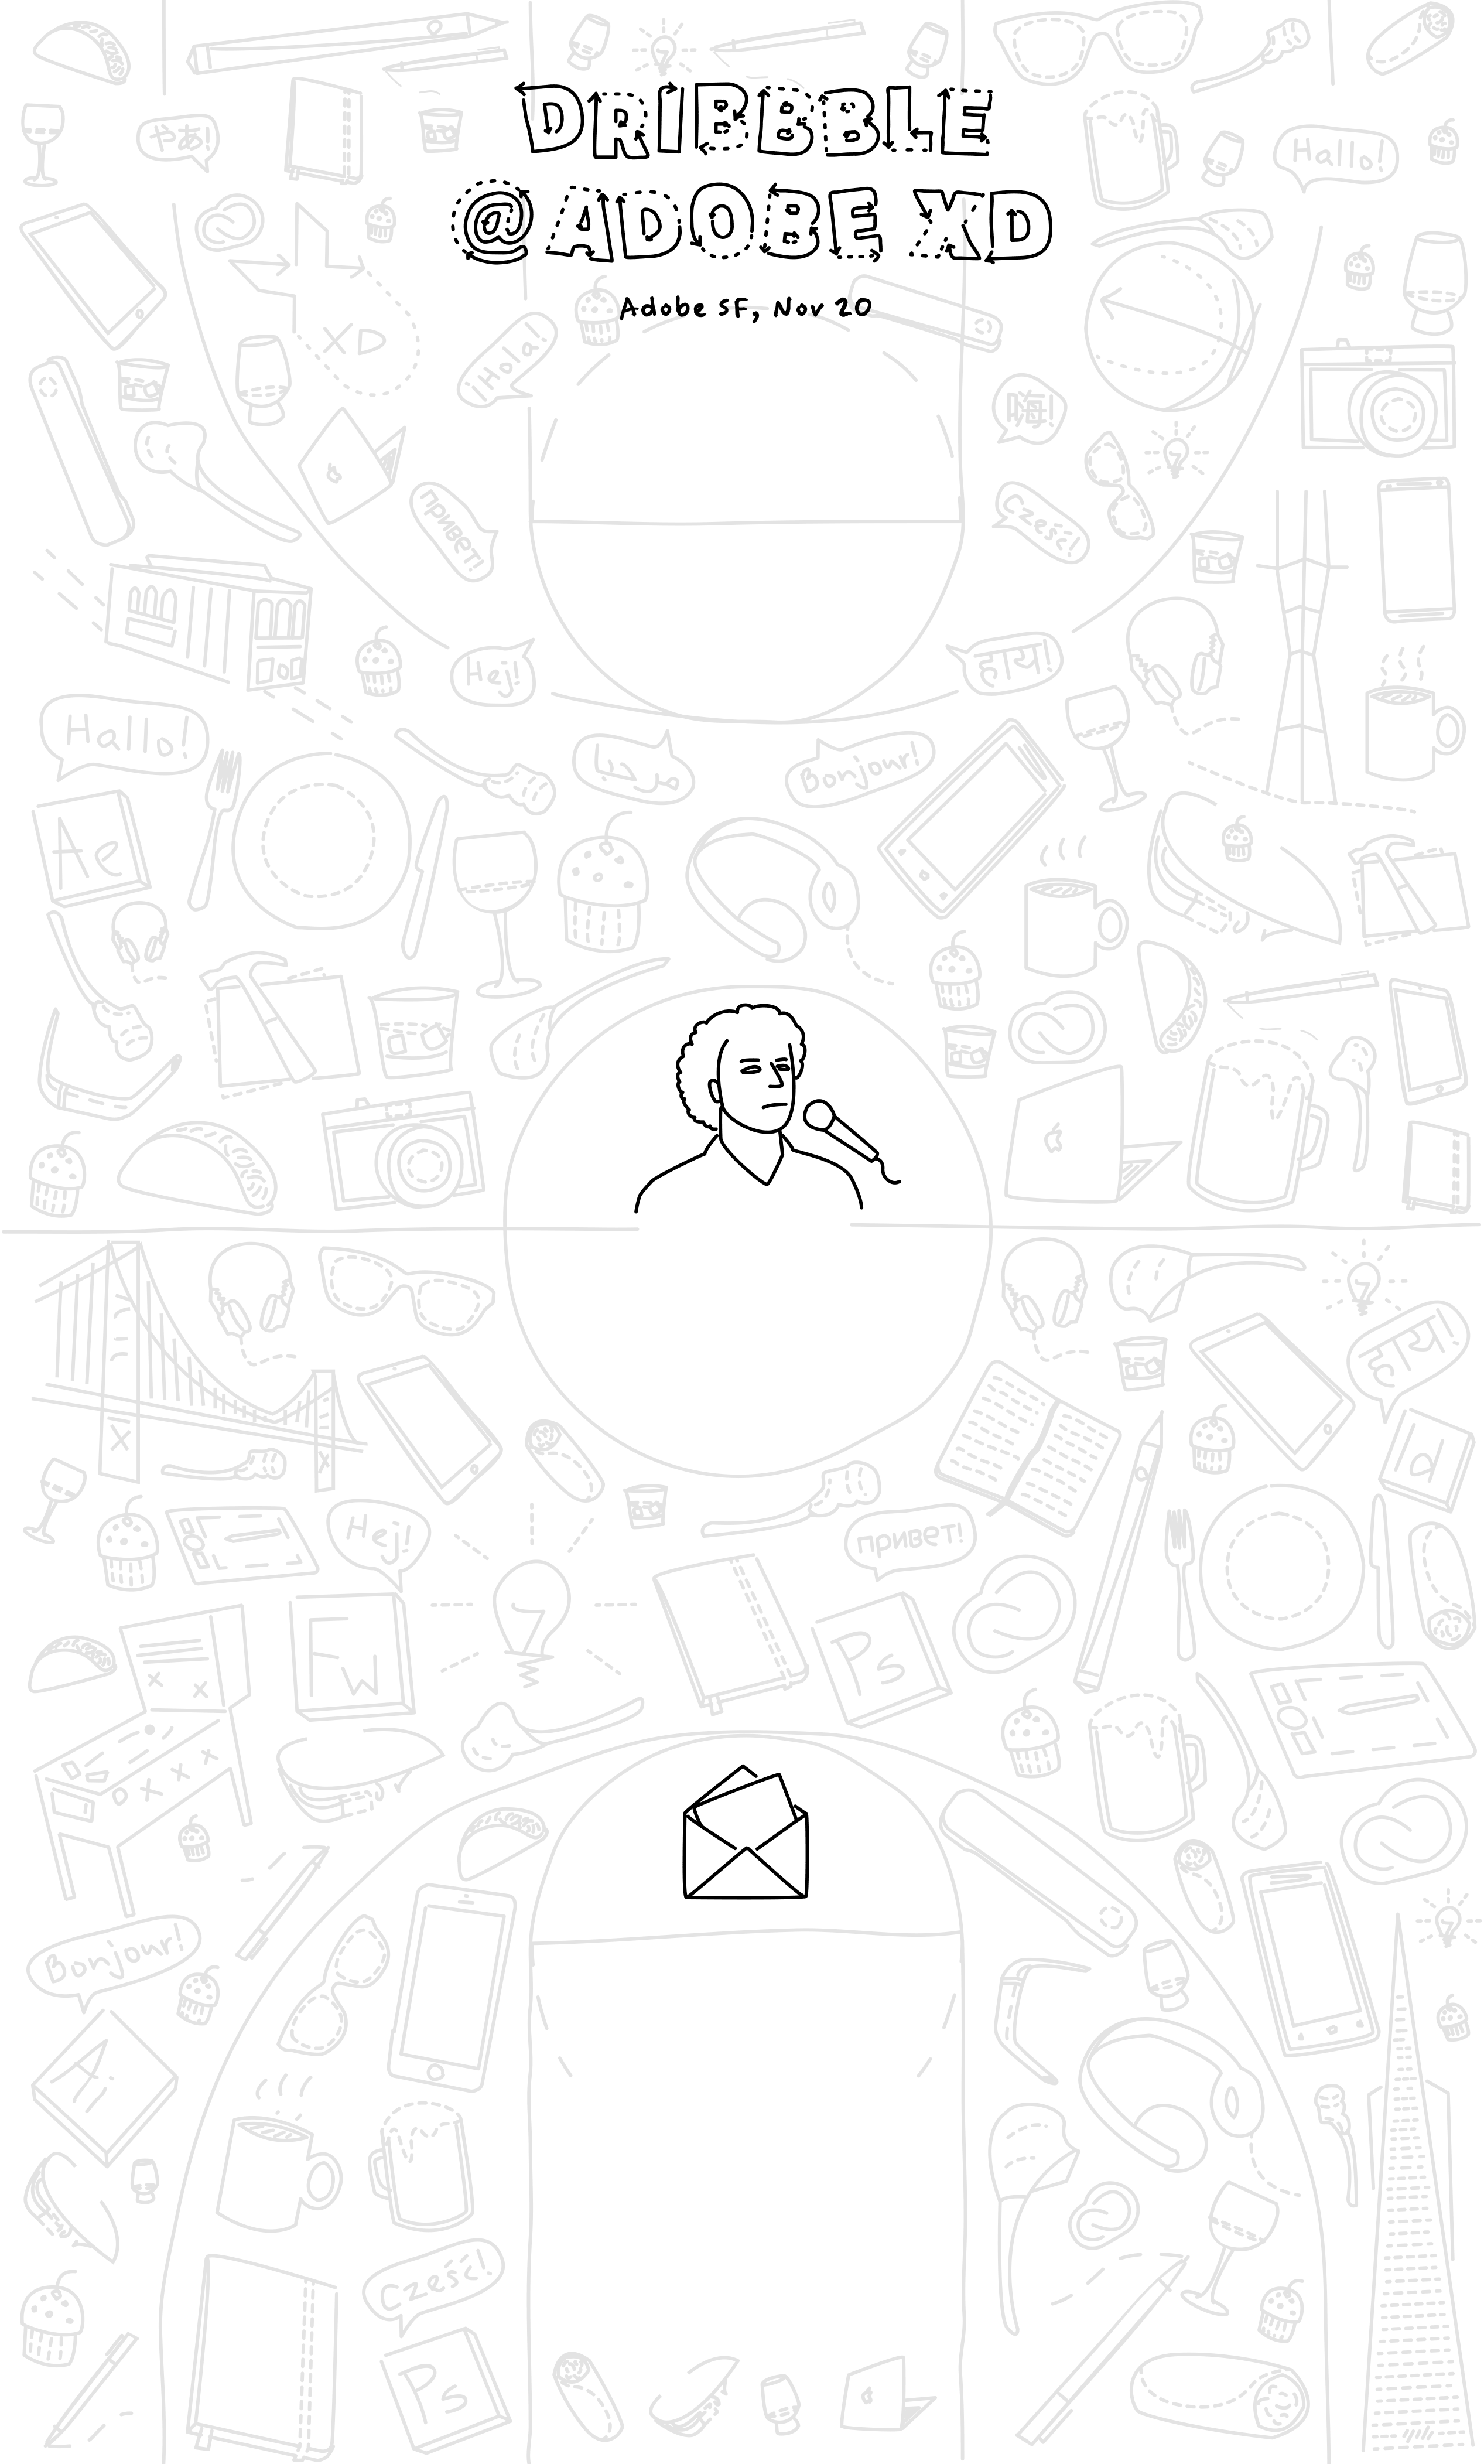 DRIBBBLE
@ADOBE XD
Adobe SF, Nov 20
やあ!
Hallo!
XD
¡Hola!
嗨!
Привет!
Cześć!
Hej!
हाय!
Hallo!
bonjour!
Ae
हाय!
Hej!
Привет!
Id
Fw
Ps
bonjour!
Ai
Cześć!
Ps